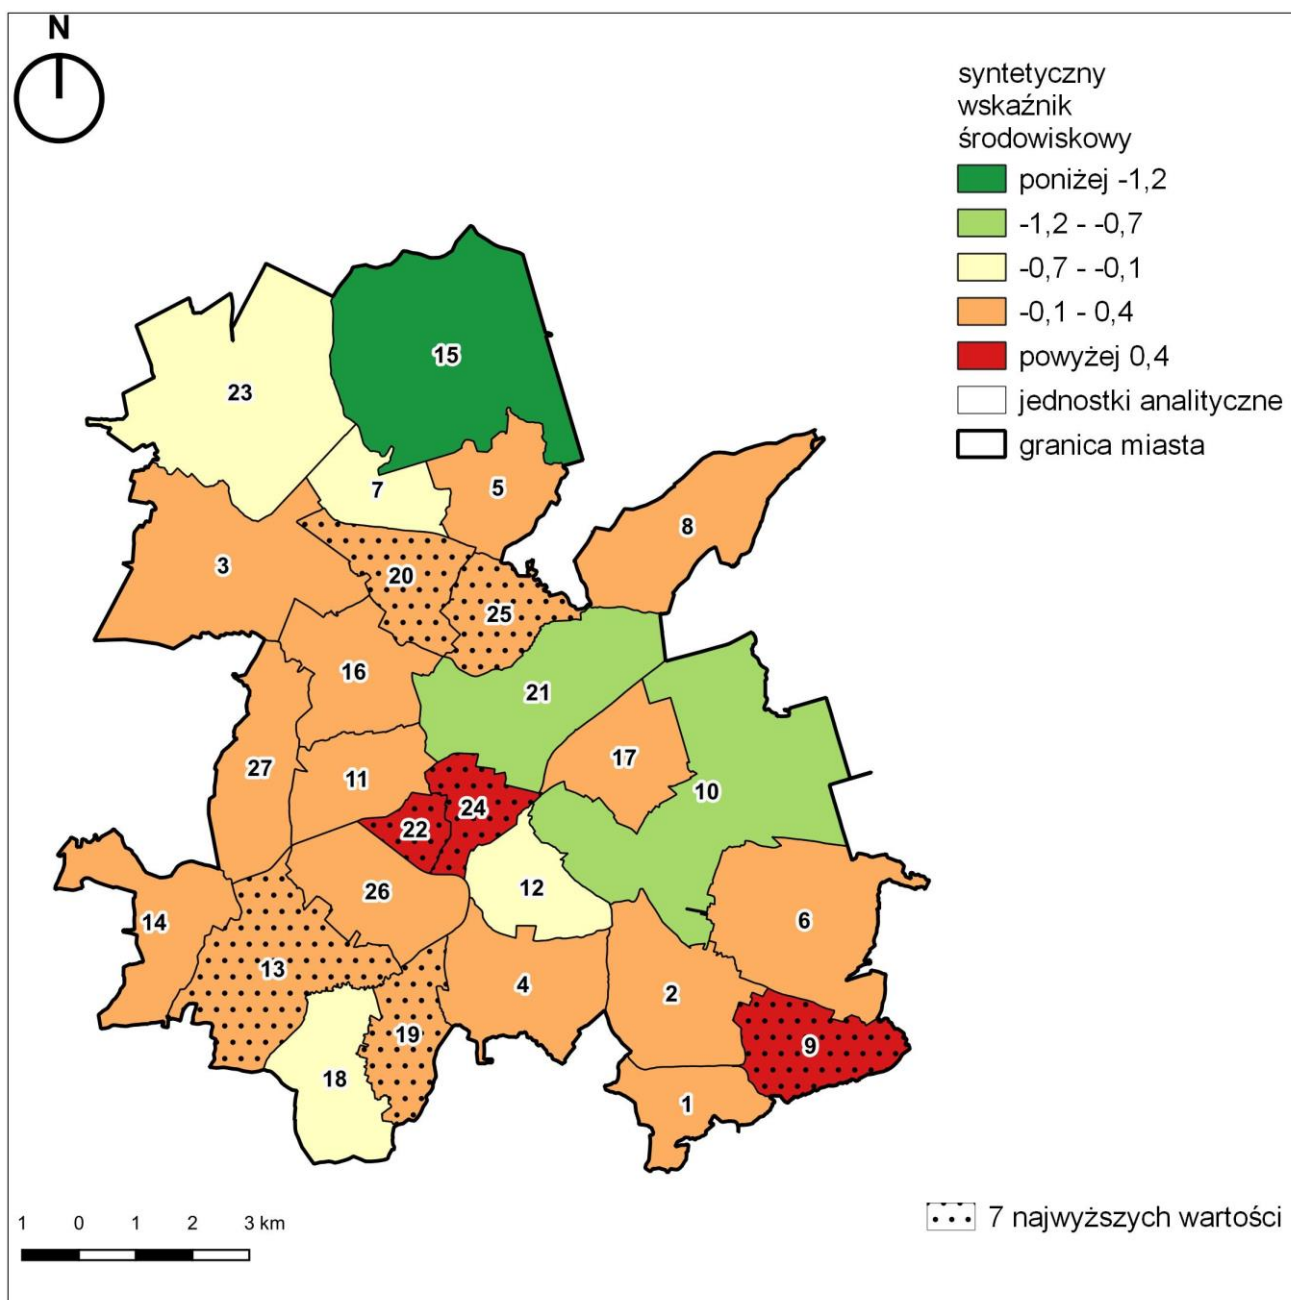 N
syntetyczny
wskaźnik
środowiskowy
poniżej -1,2
-1,2 - -0,7
-0,7 - -0,1
-0,1 - 0,4
powyżej 0,4
jednostki analityczne
granica miasta
15
23
7
5
8
3
20
25
16
21
27
11
17
10
24
22
26
12
14
6
13
4
2
19
9
18
1
1 0 1 2 3 km
7 najwyższych wartości